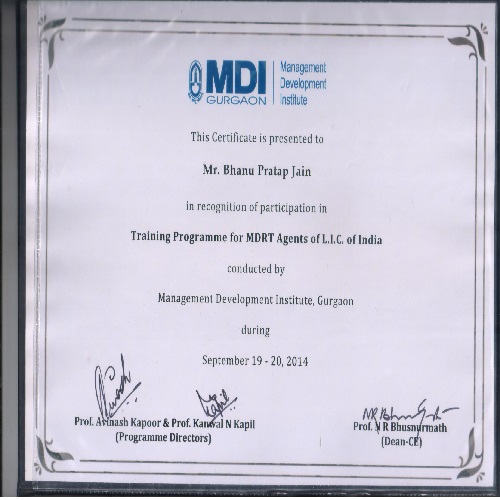 MDI
GURGAON
Management
Development
Institute
This Certificate is presented to
Mr. Bhanu Pratap Jain
in recognition of participation in
Training Programme for MDRT Agents of L.I.C. of India
conducted by
Management Development Institute, Gurgaon
during
September 19 - 20, 2014
Prof. Avinash Kapoor & Prof. Kanwal N Kapil
(Programme Directors)
Prof. N R Bhusnurmath
(Dean-CE)